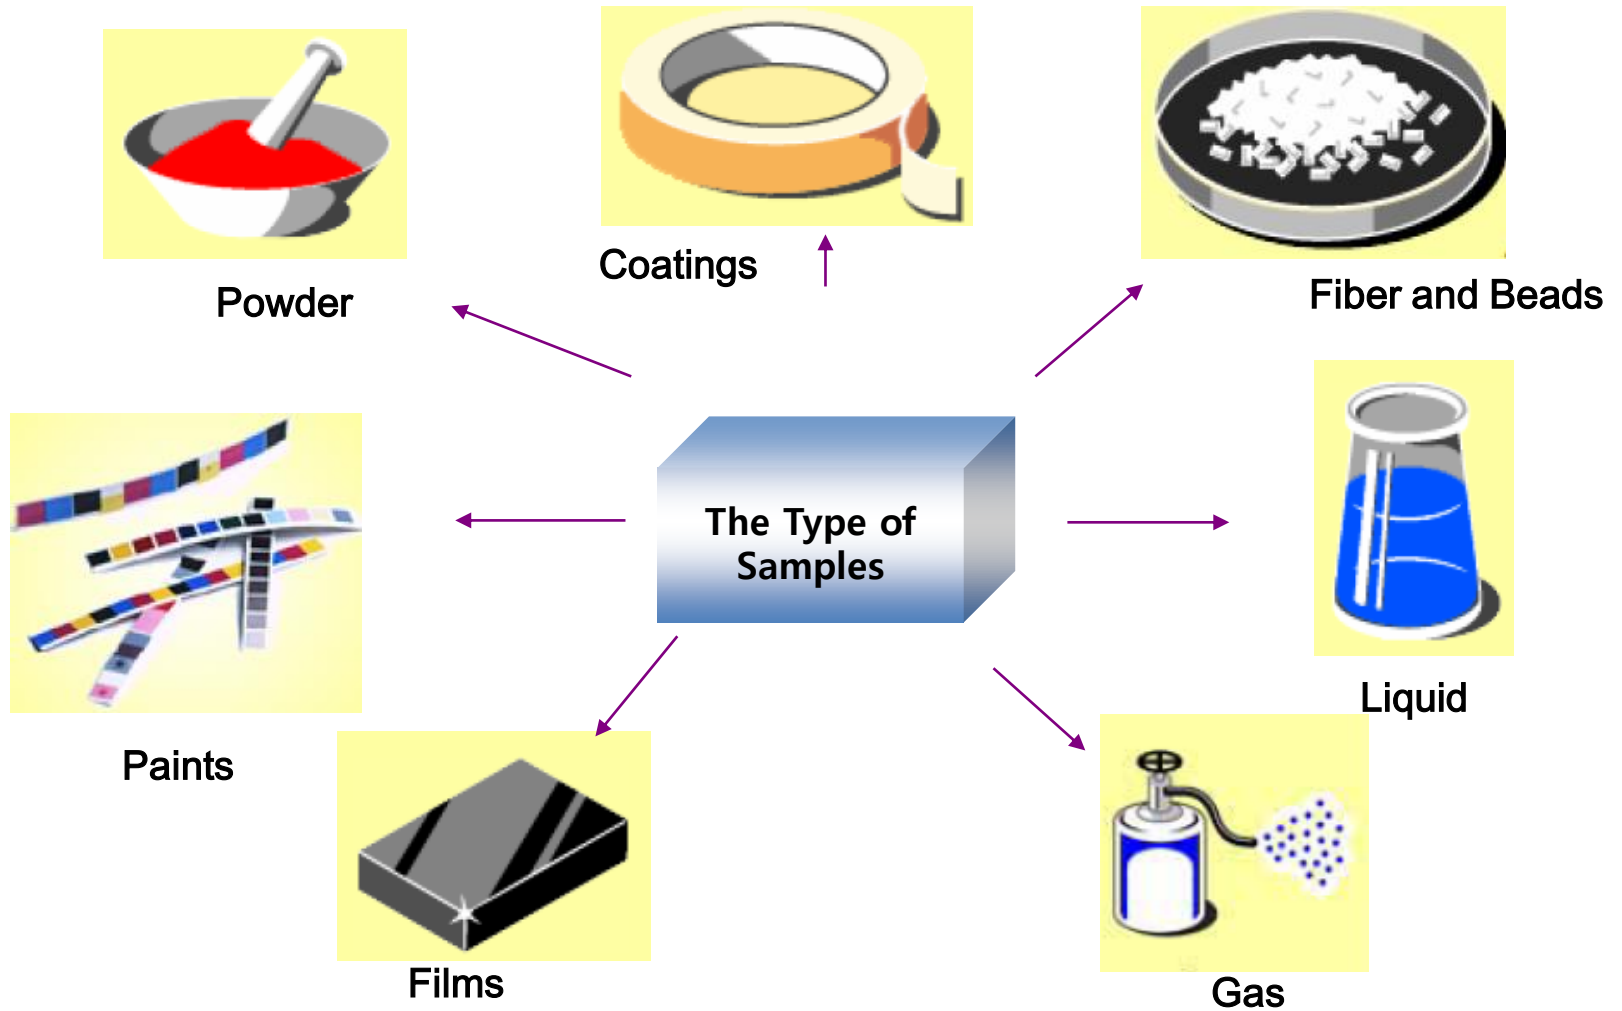 Coatings
Powder
Fiber and Beads
The Type of
Samples
Liquid
Paints
Films
Gas